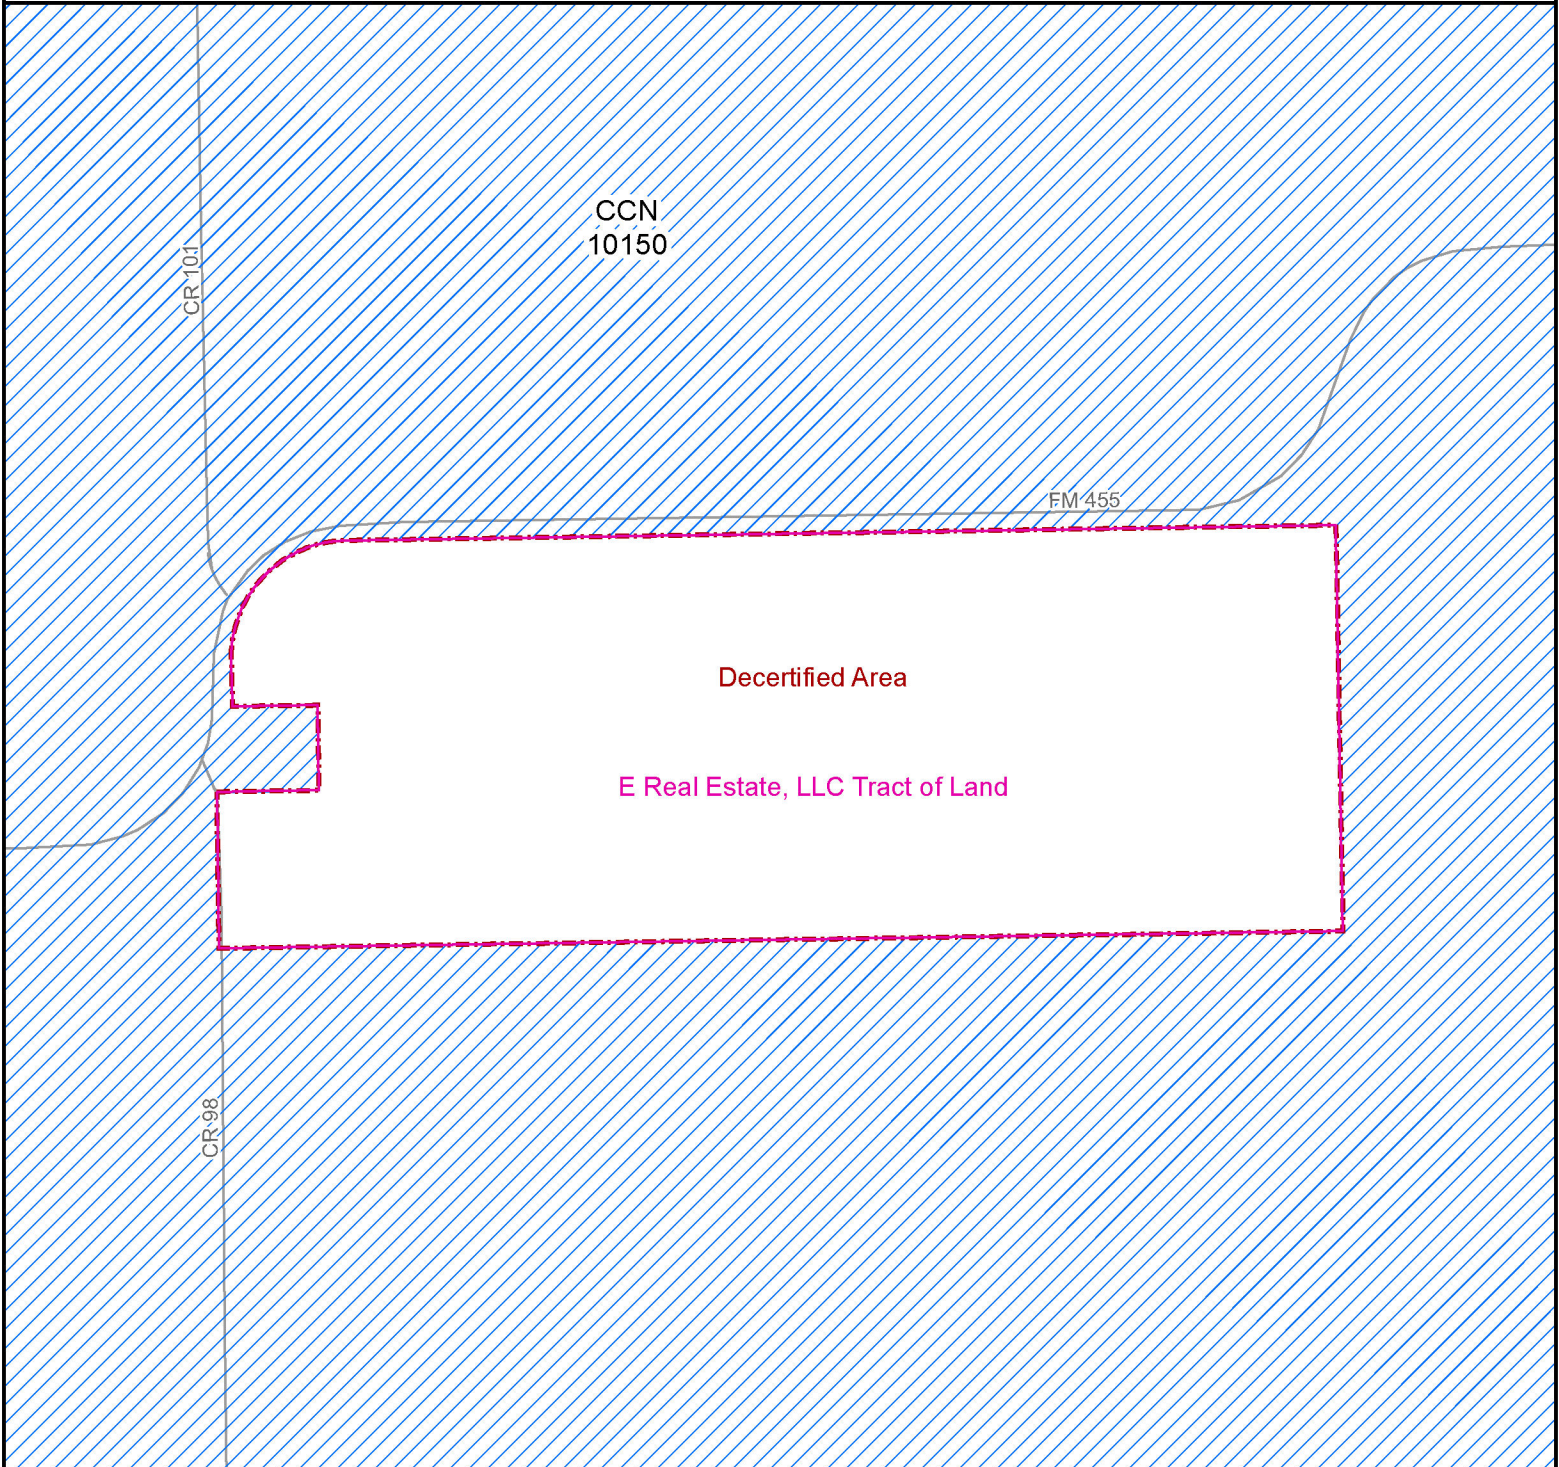 CCN
10150
CR 101
FM 455
Decertified Area
E Real Estate, LLC Tract of Land
CR 98